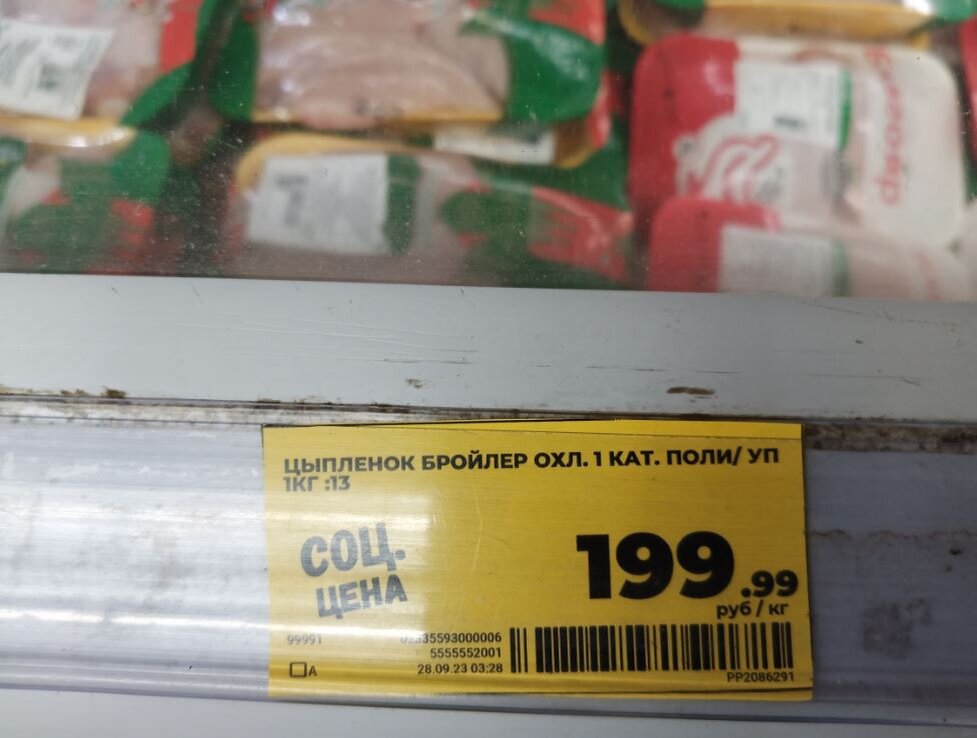 ЦЫПЛЕНОК БРОЙЛЕР ОХЛ. 1 КАТ. ПОЛИ/ УП
1КГ :13
СОЦ.
ЦЕНА
199.99
руб / кг
99991
02335593000006
5555552001
А
28.09.23 03:28
PP2086291